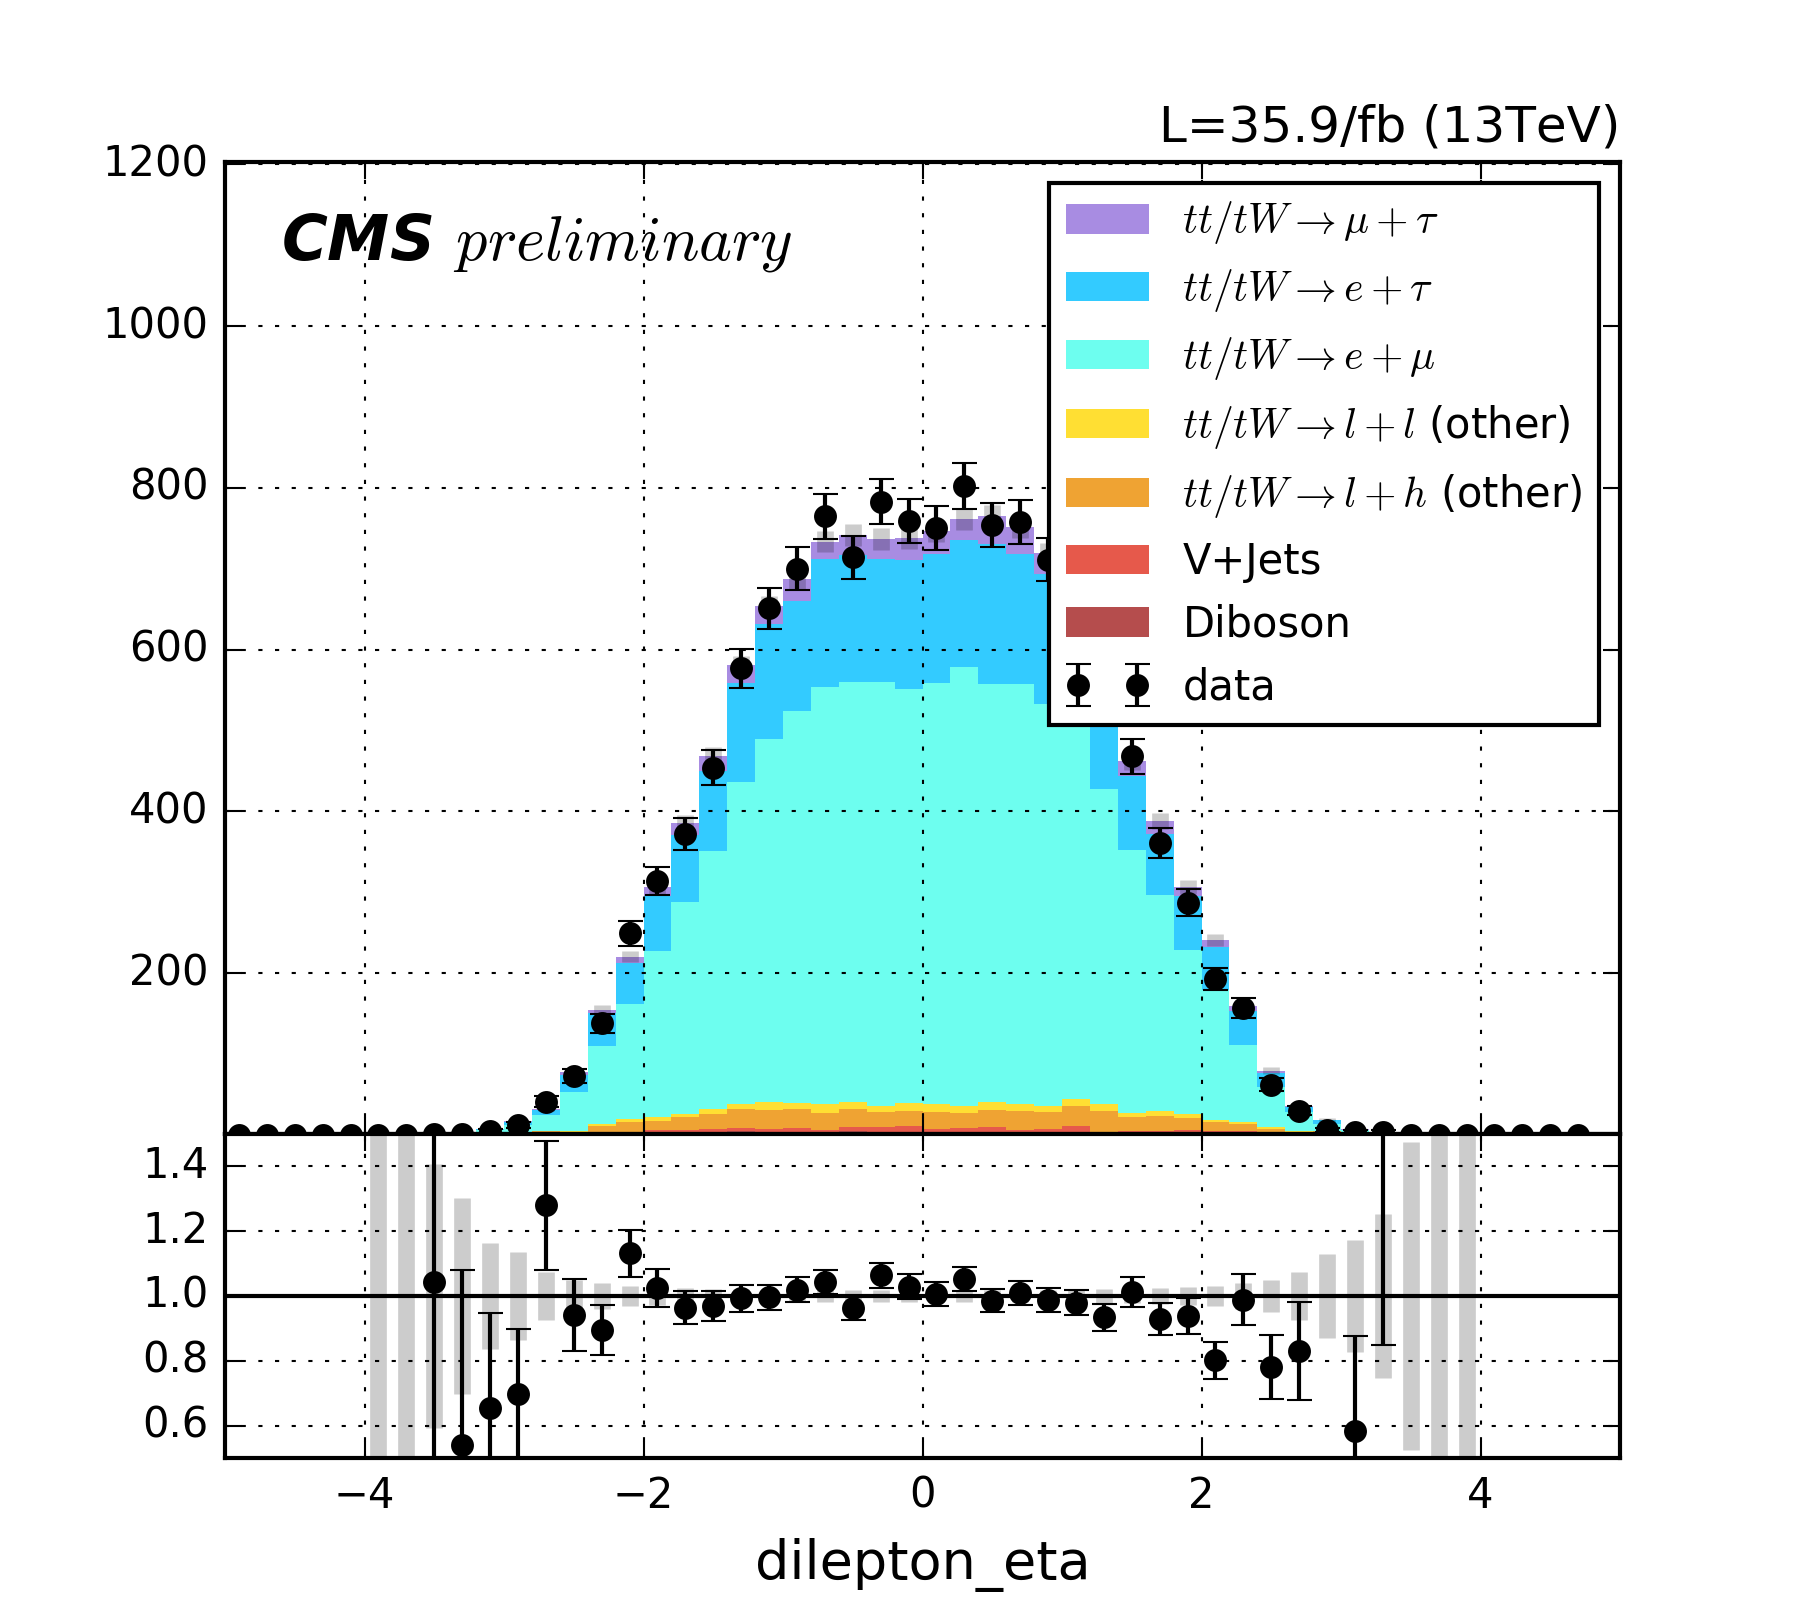 L=35.9/fb (13TeV)
1200
1000
800
600
400
200
CMS preliminary
tt/tW→μ+τ
tt/tW→e+τ
tt/tW→e+μ
tt/tW→l+l (other)
tt/tW→l+h (other)
V+Jets
Diboson
data
1.4
1.2
1.0
0.8
0.6
−4 −2 0 2 4
dilepton_eta